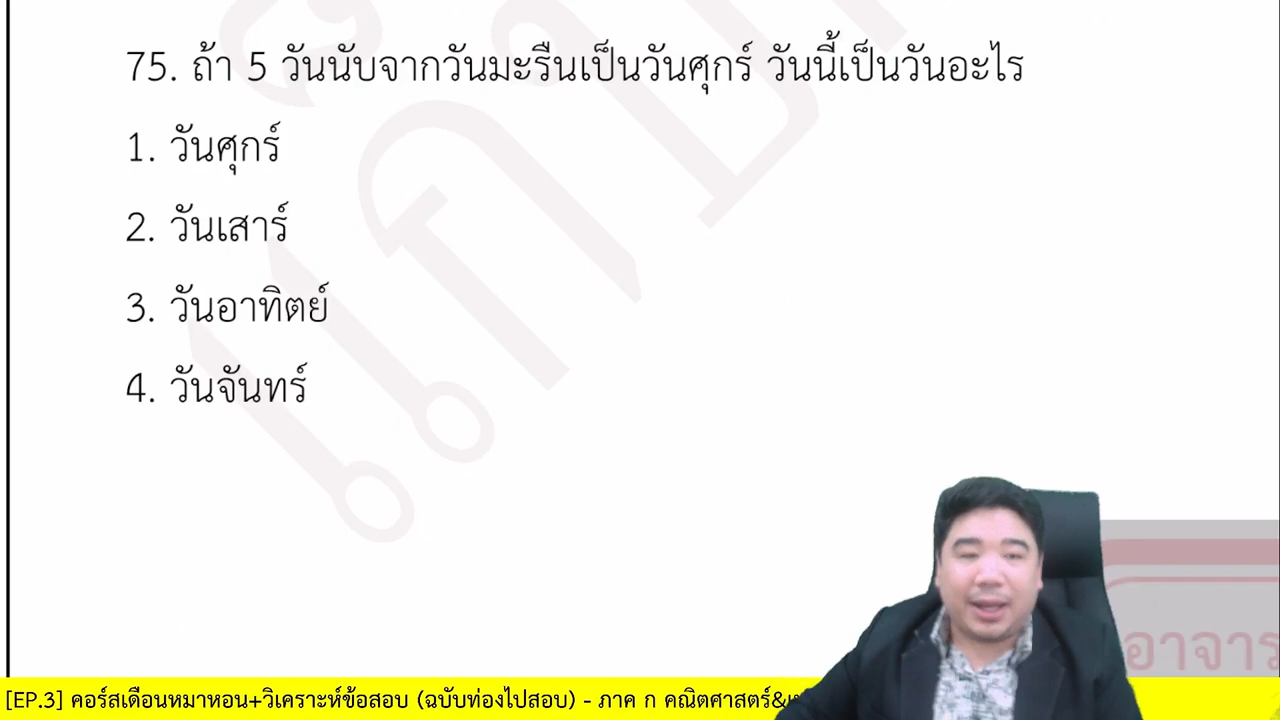 75. ถ้า 5 วันนับจากวันมะรืนเป็นวันศุกร์ วันนี้เป็นวันอะไร
1. วันศุกร์
2. วันเสาร์
3. วันอาทิตย์
4. วันจันทร์
อาจาร
[EP.3] คอร์สเดือนหมาหอน+วิเคราะห์ข้อสอบ (ฉบับท่องไปสอบ) - ภาค ก คณิตศาสตร์&